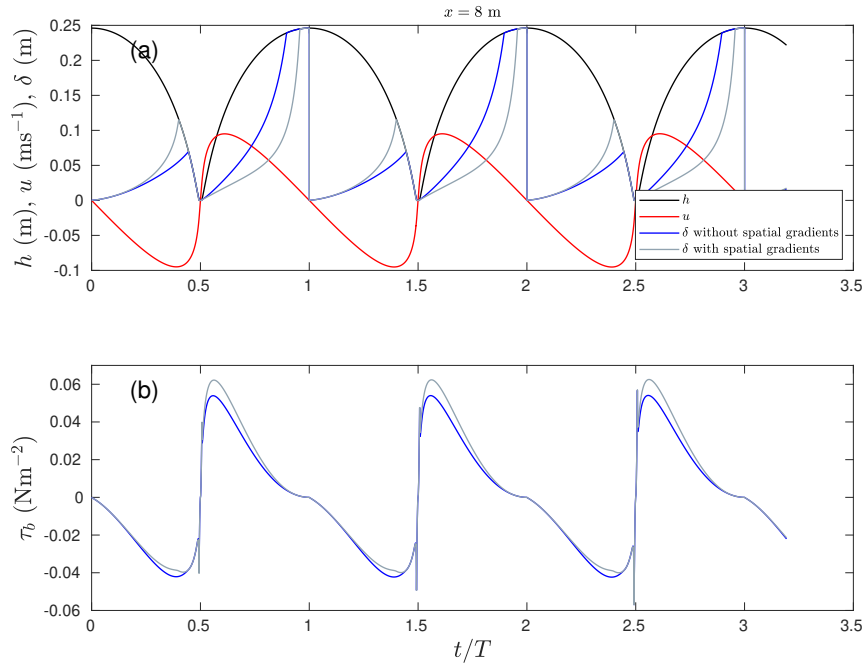 x = 8 m
(a)
h (m), u (ms⁻¹), δ (m)
0.25
0.2
0.15
0.1
0.05
0
-0.05
-0.1
h
u
δ without spatial gradients
δ with spatial gradients
0 0.5 1 1.5 2 2.5 3 3.5
(b)
τ_b (Nm⁻²)
0.06
0.04
0.02
0
-0.02
-0.04
-0.06
0 0.5 1 1.5 2 2.5 3 3.5
t/T